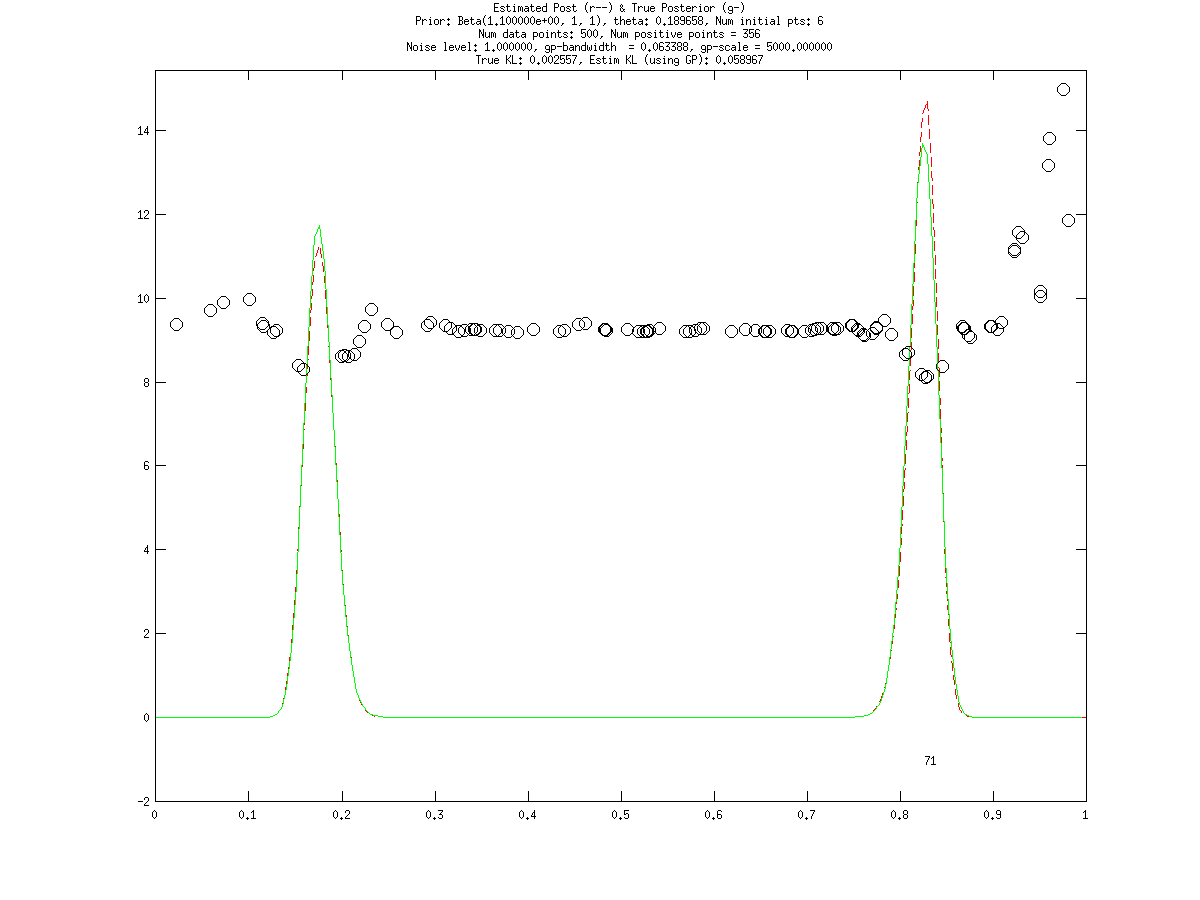 Estimated Post (r--) & True Posterior (g-)
Prior: Beta(1.100000e+00, 1, 1), theta: 0.189658, Num initial pts: 6
Num data points: 500, Num positive points = 356
Noise level: 1.000000, gp-bandwidth  = 0.063388, gp-scale = 5000.000000
True KL: 0.002557, Estim KL (using GP): 0.058967
14
12
10
8
6
4
2
0
71
-2
0 0.1 0.2 0.3 0.4 0.5 0.6 0.7 0.8 0.9 1